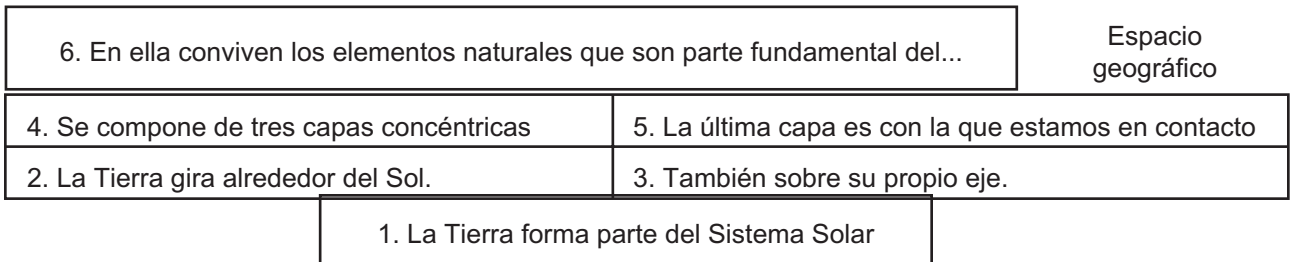 6. En ella conviven los elementos naturales que son parte fundamental del...
Espacio
geográfico
4. Se compone de tres capas concéntricas
5. La última capa es con la que estamos en contacto
2. La Tierra gira alrededor del Sol.
3. También sobre su propio eje.
1. La Tierra forma parte del Sistema Solar